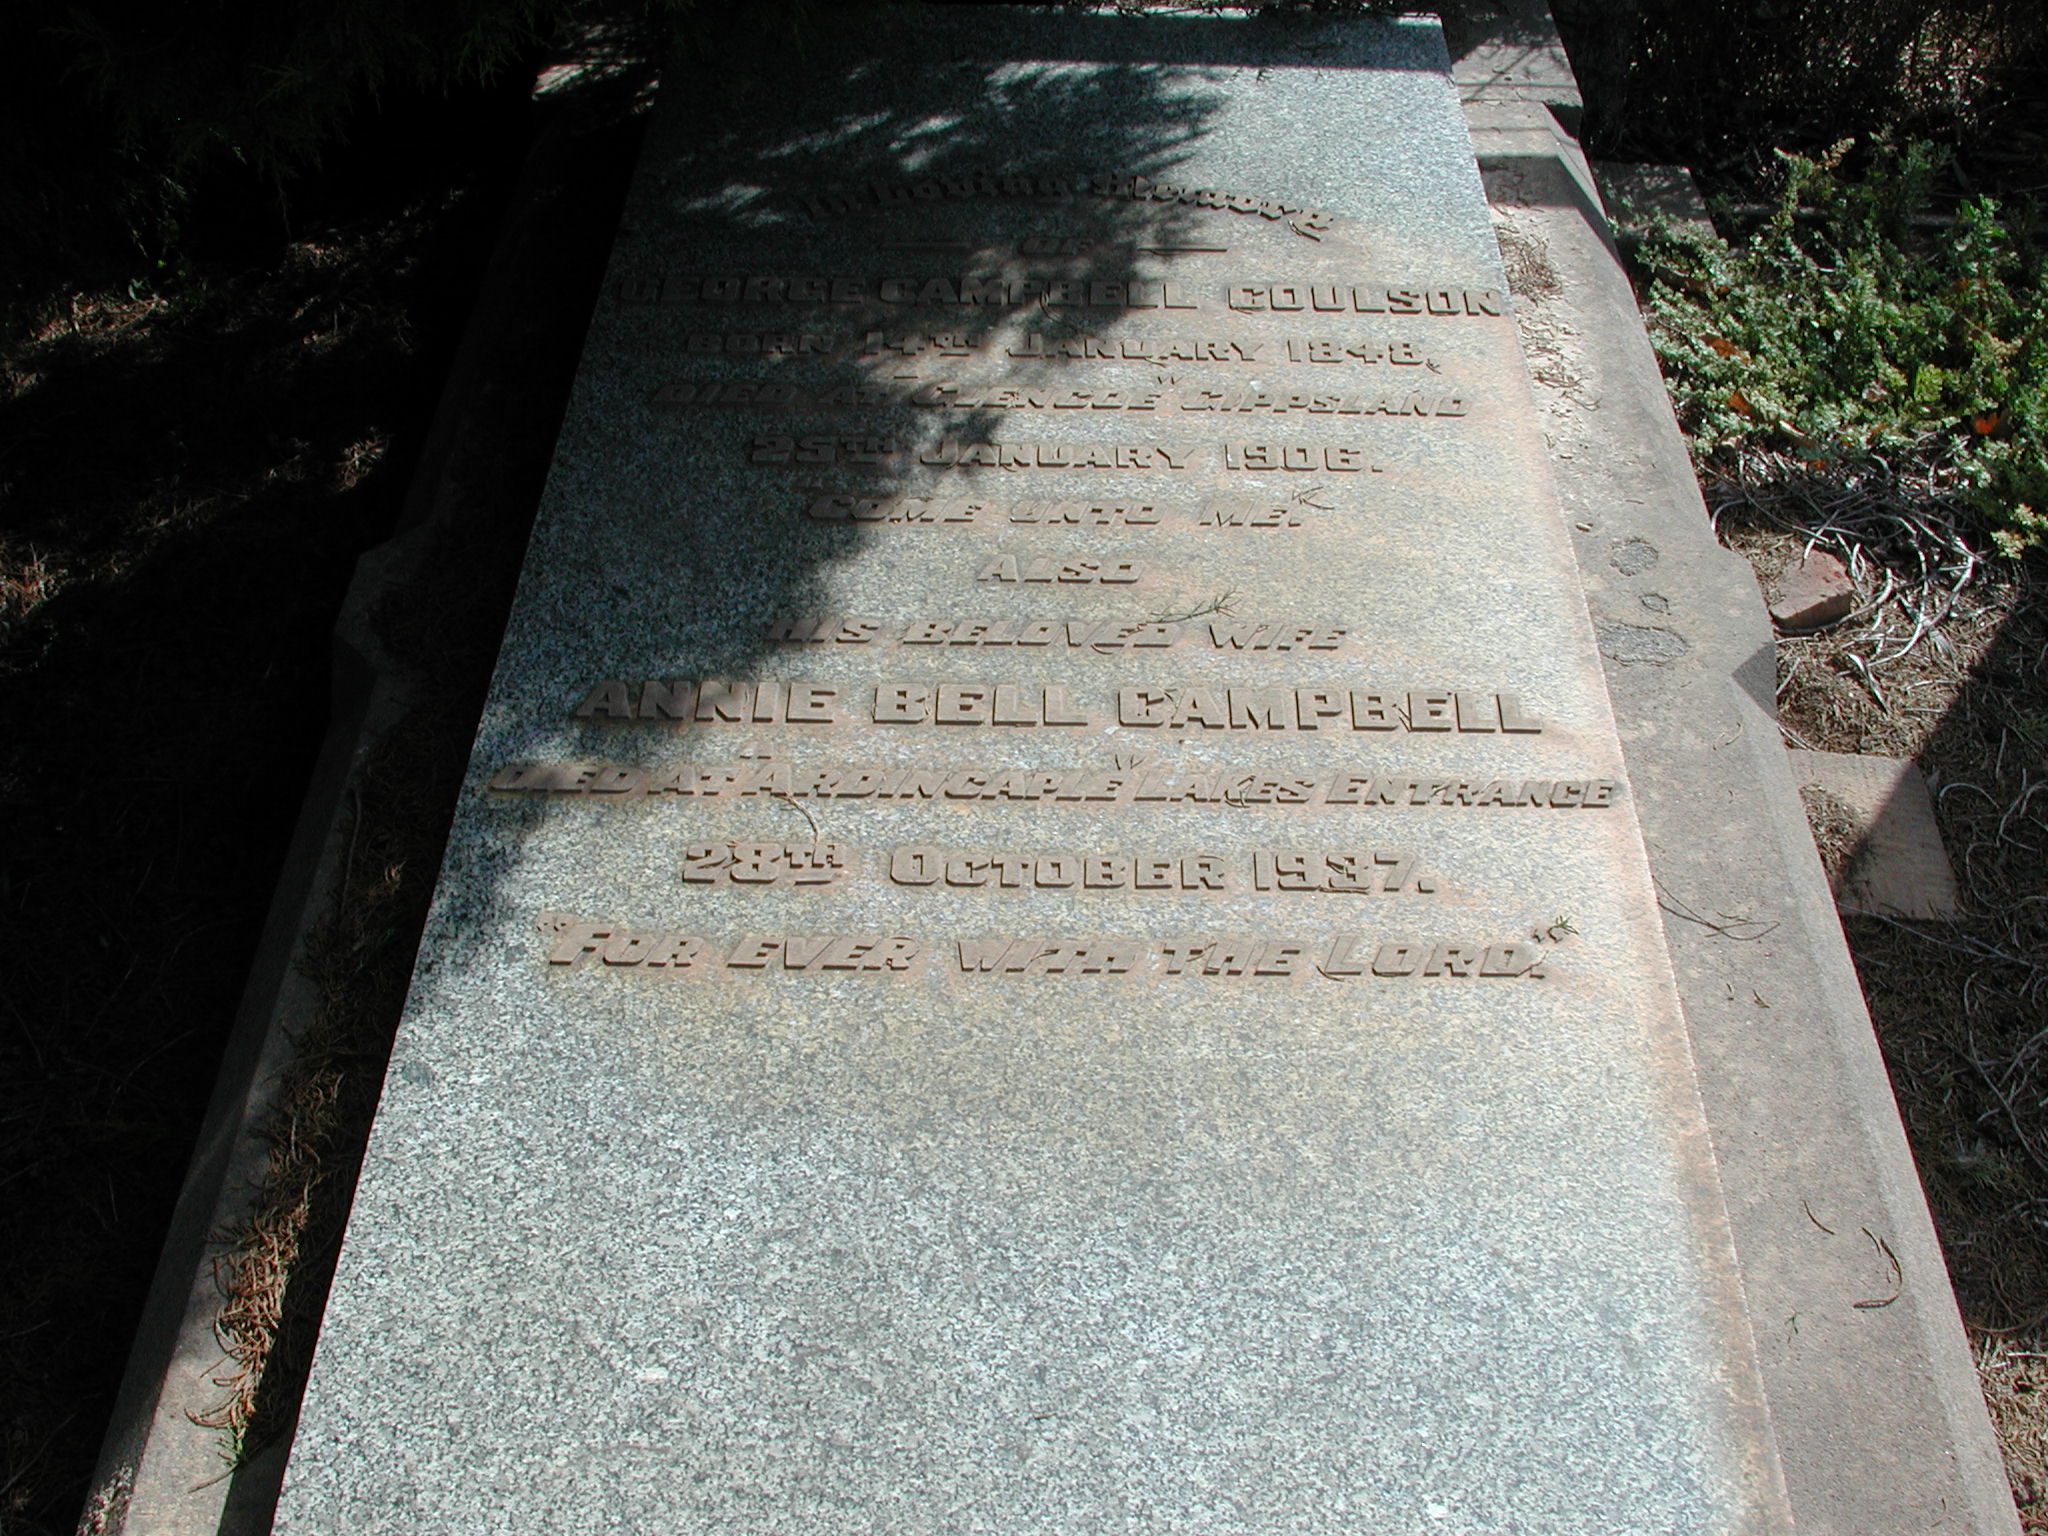 In Loving Memory
OF
GEORGE CAMPBELL COULSON
BORN 14TH JANUARY 1848,
DIED AT "GLENCOE" GIPPSLAND
25TH JANUARY 1906.
"COME UNTO ME."
ALSO
HIS BELOVED WIFE
ANNIE BELL CAMPBELL
DIED AT "ARDINCAPLE" LAKES ENTRANCE
28TH OCTOBER 1937.
"FOR EVER WITH THE LORD."